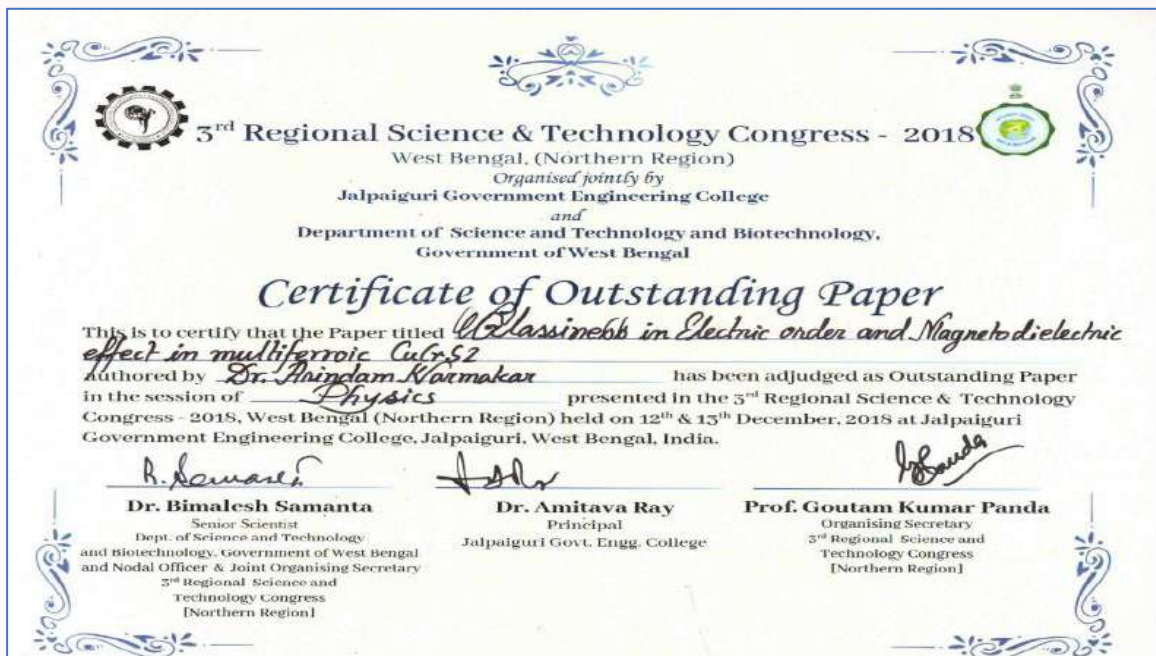 3rd Regional Science & Technology Congress - 2018
West Bengal, (Northern Region)
Organised jointly by
Jalpaiguri Government Engineering College
and
Department of Science and Technology and Biotechnology,
Government of West Bengal
Certificate of Outstanding Paper
This is to certify that the Paper titled in Electric order and Magnetodielectric
effect in multiferroic CuCrS2
authored by Dr. Arindam Karmakar has been adjudged as Outstanding Paper
in the session of Physics presented in the 3rd Regional Science & Technology
Congress - 2018, West Bengal (Northern Region) held on 12th & 13th December, 2018 at Jalpaiguri
Government Engineering College, Jalpaiguri, West Bengal, India.
Dr. Bimalesh Samanta Dr. Amitava Ray Prof. Goutam Kumar Panda
Senior Scientist Principal Organising Secretary
Dept. of Science and Technology Jalpaiguri Govt. Engg. College 3rd Regional Science and
and Biotechnology, Government of West Bengal Technology Congress
and Nodal Officer & Joint Organising Secretary [Northern Region]
3rd Regional Science and
Technology Congress
[Northern Region]